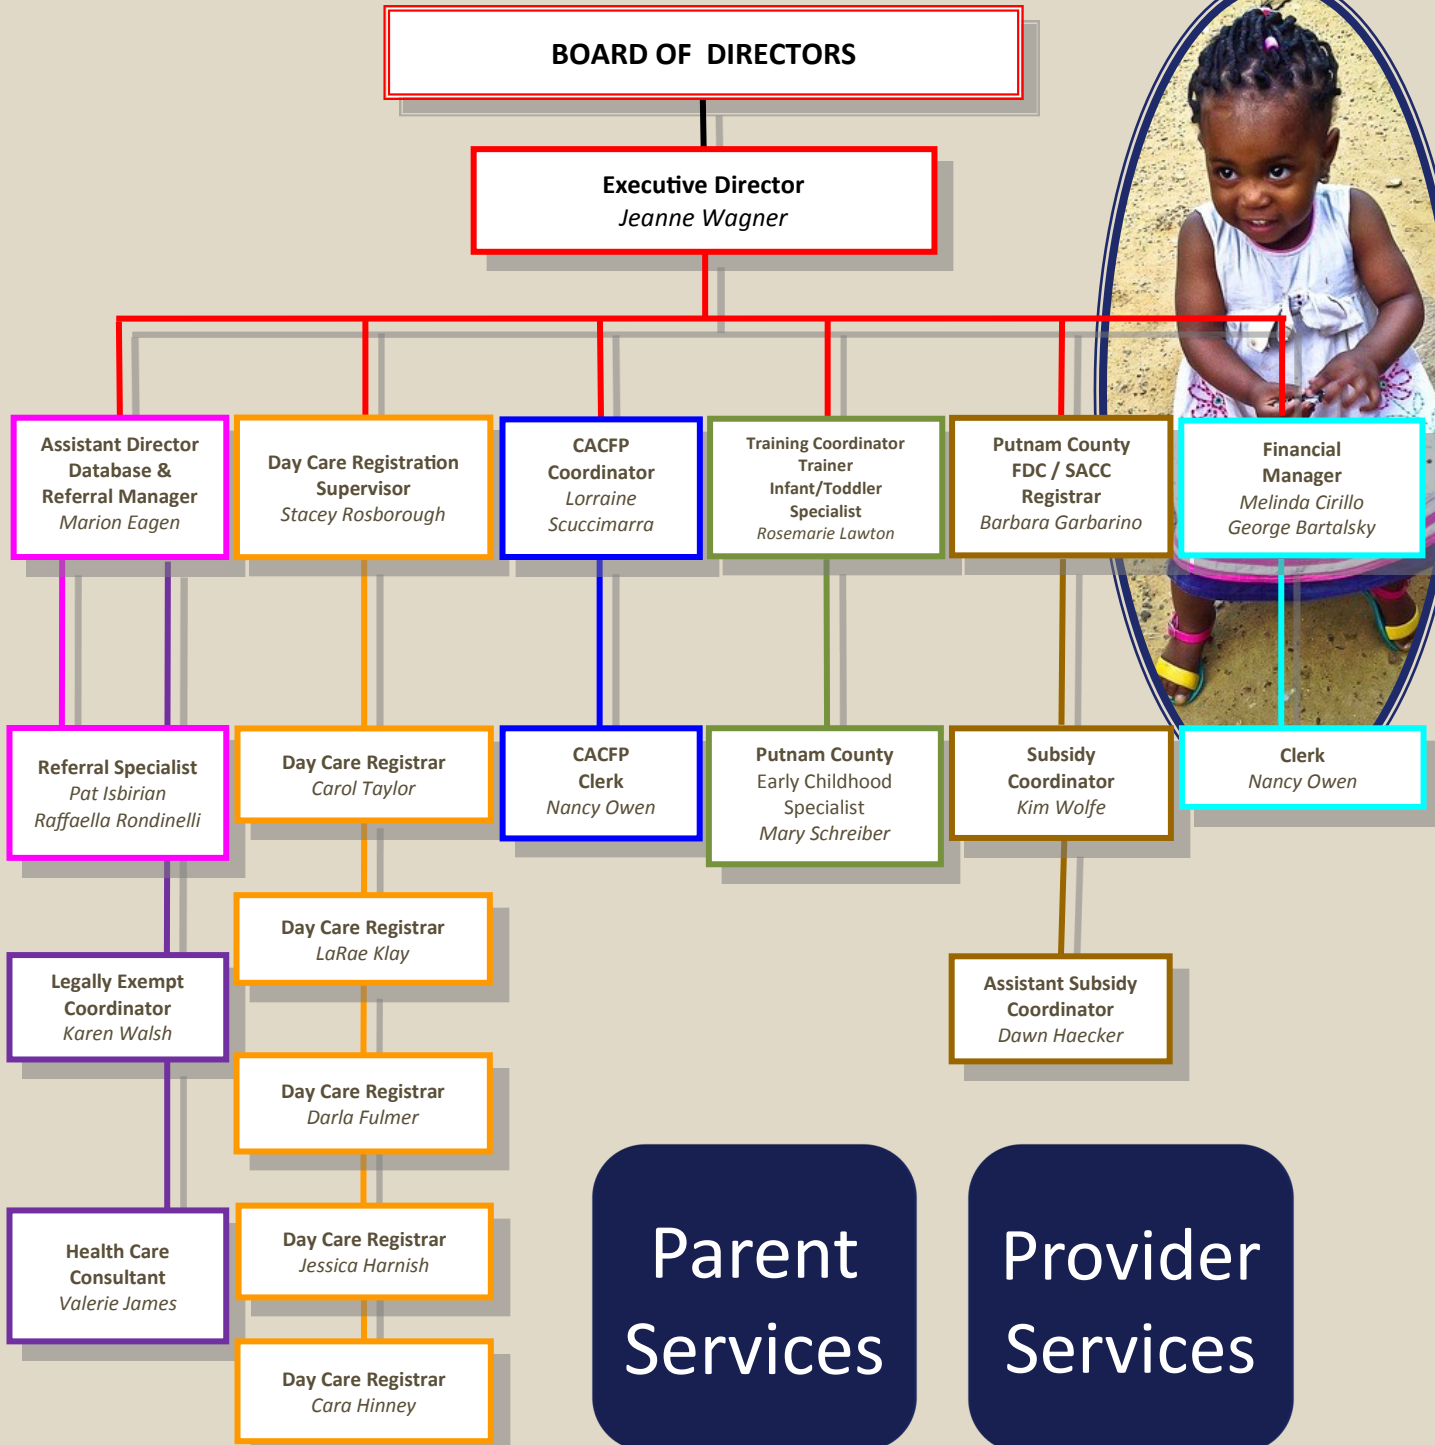 BOARD OF DIRECTORS
Executive Director
Jeanne Wagner
Assistant Director
Database &
Referral Manager
Marion Eagen
Day Care Registration
Supervisor
Stacey Rosborough
CACFP
Coordinator
Lorraine
Scuccimarra
Training Coordinator
Trainer
Infant/Toddler
Specialist
Rosemarie Lawton
Putnam County
FDC / SACC
Registrar
Barbara Garbarino
Financial
Manager
Melinda Cirillo
George Bartalsky
Referral Specialist
Pat Isbirian
Raffaella Rondinelli
Day Care Registrar
Carol Taylor
CACFP
Clerk
Nancy Owen
Putnam County
Early Childhood
Specialist
Mary Schreiber
Subsidy
Coordinator
Kim Wolfe
Clerk
Nancy Owen
Day Care Registrar
LaRae Klay
Legally Exempt
Coordinator
Karen Walsh
Assistant Subsidy
Coordinator
Dawn Haecker
Day Care Registrar
Darla Fulmer
Health Care
Consultant
Valerie James
Day Care Registrar
Jessica Harnish
Day Care Registrar
Cara Hinney
Parent
Services
Provider
Services